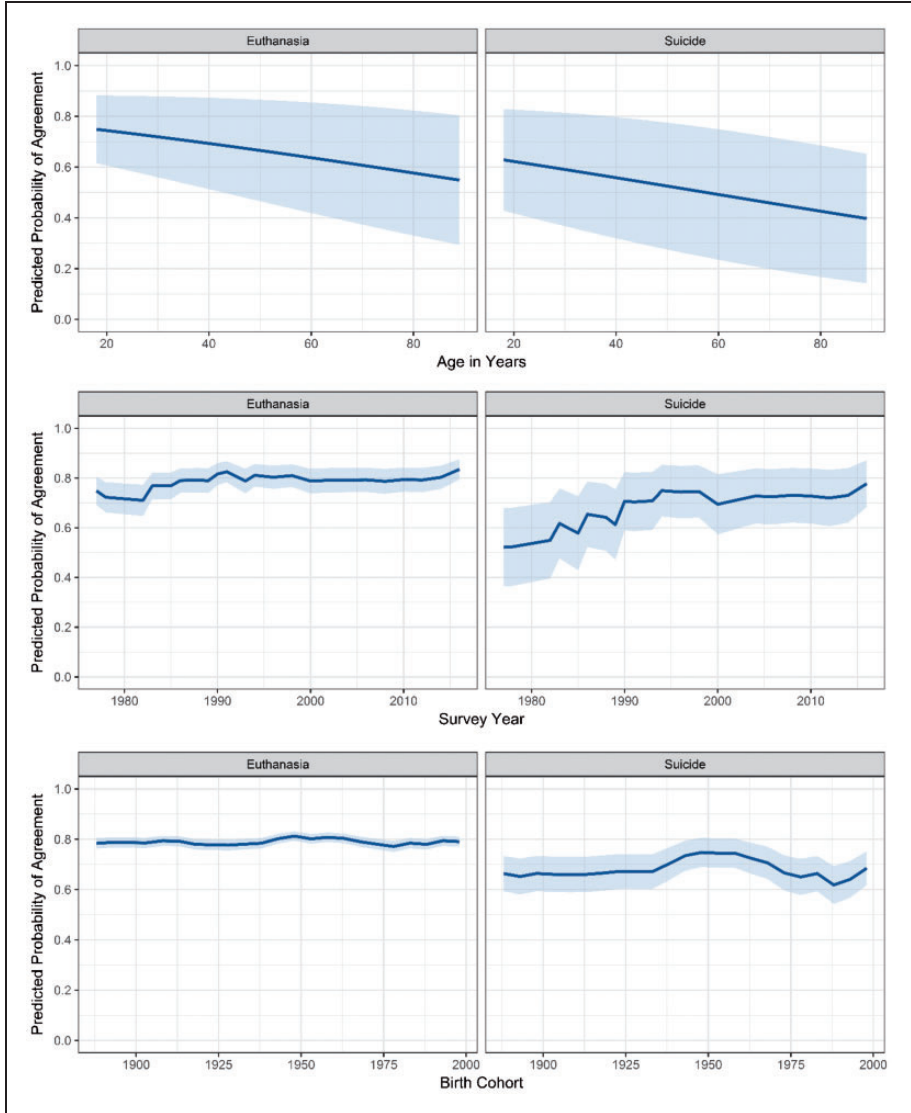 Euthanasia Suicide
Predicted Probability of Agreement
1.0
0.8
0.6
0.4
0.2
0.0
20 40 60 80 20 40 60 80
Age in Years
Euthanasia Suicide
Predicted Probability of Agreement
1.0
0.8
0.6
0.4
0.2
0.0
1980 1990 2000 2010 1980 1990 2000 2010
Survey Year
Euthanasia Suicide
Predicted Probability of Agreement
1.0
0.8
0.6
0.4
0.2
0.0
1900 1925 1950 1975 2000 1900 1925 1950 1975 2000
Birth Cohort